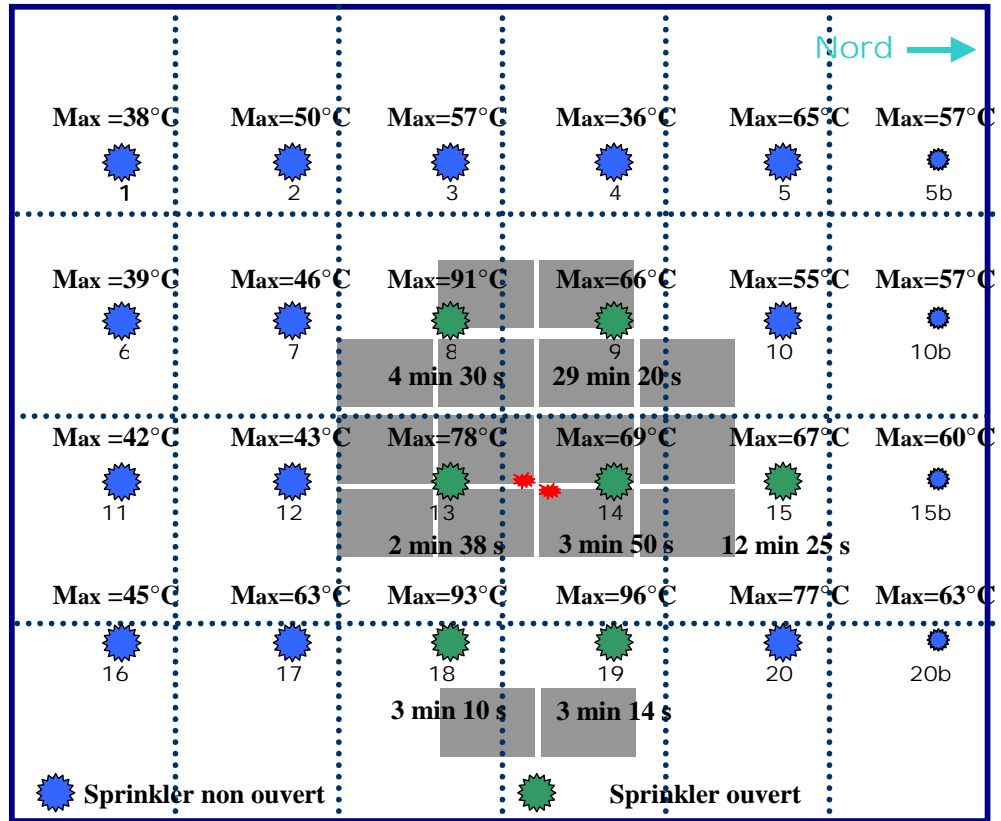 Nord
Max =38°C Max=50°C Max=57°C Max=36°C Max=65°C Max=57°C
1 2 3 4 5 5b
Max =39°C Max=46°C Max=91°C Max=66°C Max=55°C Max=57°C
6 7 8 9 10 10b
4 min 30 s 29 min 20 s
Max =42°C Max=43°C Max=78°C Max=69°C Max=67°C Max=60°C
11 12 13 14 15 15b
2 min 38 s 3 min 50 s 12 min 25 s
Max =45°C Max=63°C Max=93°C Max=96°C Max=77°C Max=63°C
16 17 18 19 20 20b
3 min 10 s 3 min 14 s
Sprinkler non ouvert Sprinkler ouvert